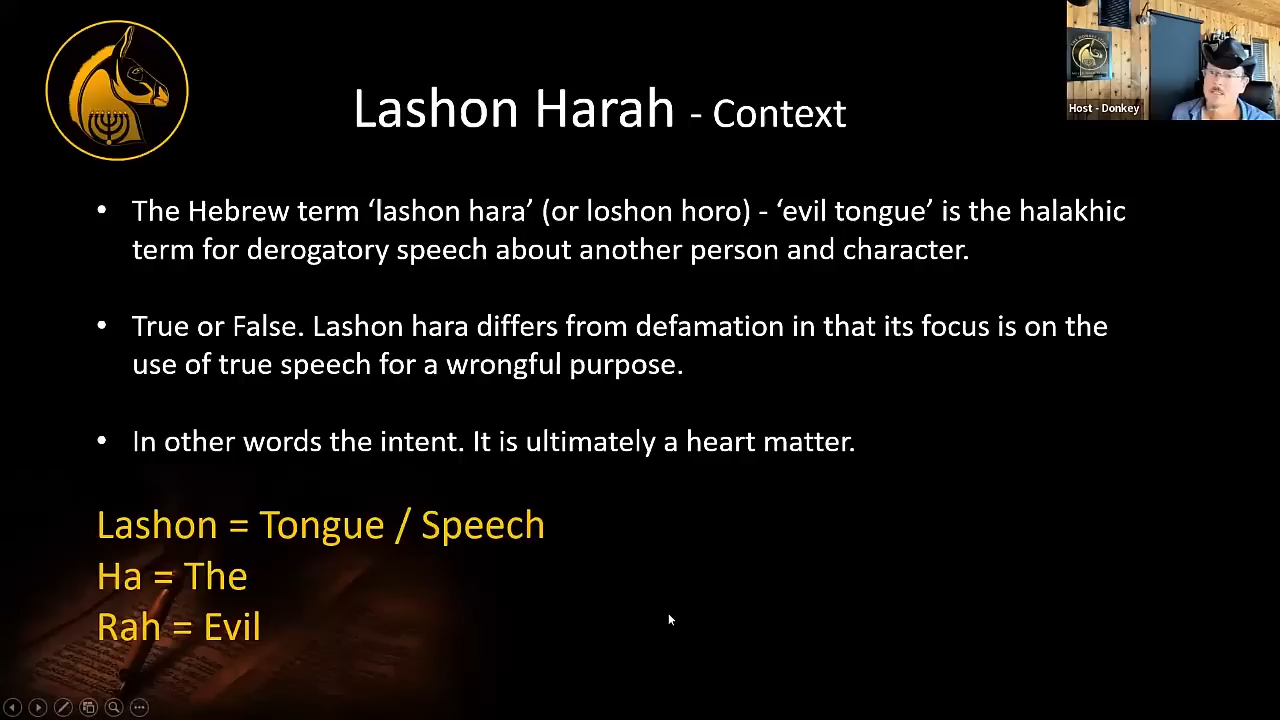 Lashon Harah - Context
Host - Donkey
• The Hebrew term ‘lashon hara’ (or loshon horo) - ‘evil tongue’ is the halakhic
term for derogatory speech about another person and character.
• True or False. Lashon hara differs from defamation in that its focus is on the
use of true speech for a wrongful purpose.
• In other words the intent. It is ultimately a heart matter.
Lashon = Tongue / Speech
Ha = The
Rah = Evil